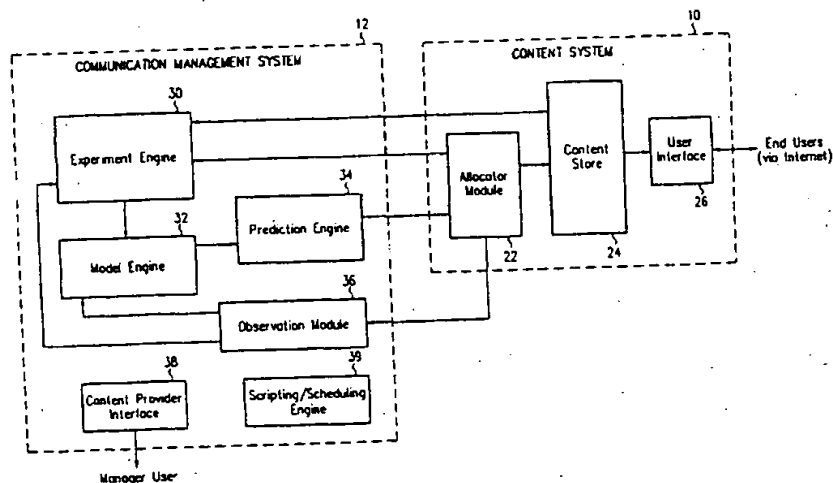 12
COMMUNICATION MANAGEMENT SYSTEM
10
CONTENT SYSTEM
30
Experiment Engine
32
Model Engine
34
Prediction Engine
36
Observation Module
38
Content Provider
Interface
39
Scripting/Scheduling
Engine
Manager User
Allocator
Module
22
Content
Store
24
User
Interface
26
End Users
(via Internet)